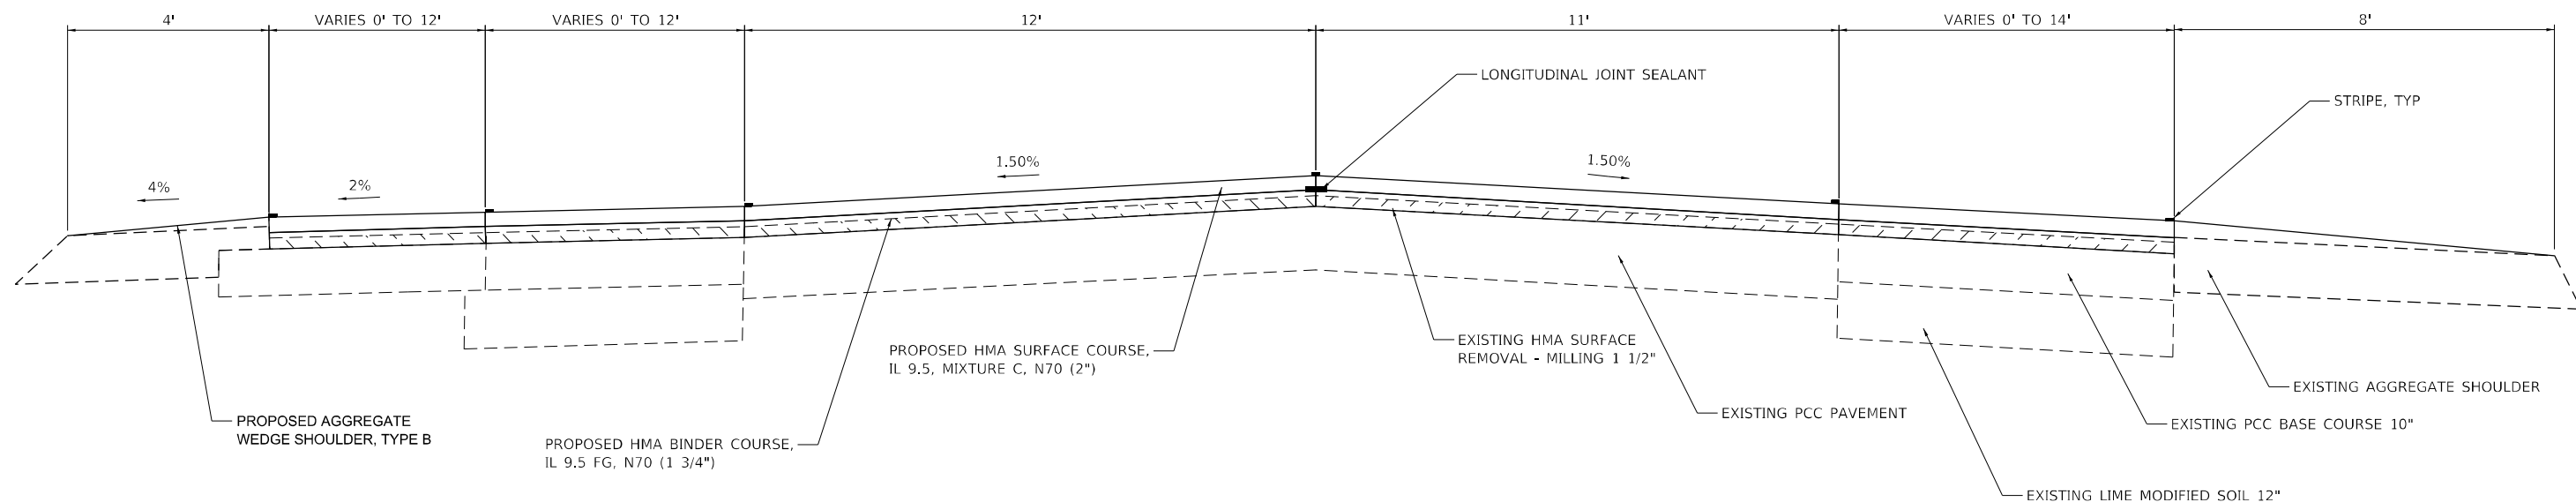 4'
VARIES 0' TO 12'
VARIES 0' TO 12'
12'
11'
VARIES 0' TO 14'
8'
LONGITUDINAL JOINT SEALANT
STRIPE, TYP
4%
2%
1.50%
1.50%
PROPOSED HMA SURFACE COURSE,
IL 9.5, MIXTURE C, N70 (2")
EXISTING HMA SURFACE
REMOVAL - MILLING 1 1/2"
EXISTING AGGREGATE SHOULDER
PROPOSED AGGREGATE
WEDGE SHOULDER, TYPE B
EXISTING PCC PAVEMENT
EXISTING PCC BASE COURSE 10"
PROPOSED HMA BINDER COURSE,
IL 9.5 FG, N70 (1 3/4")
EXISTING LIME MODIFIED SOIL 12"